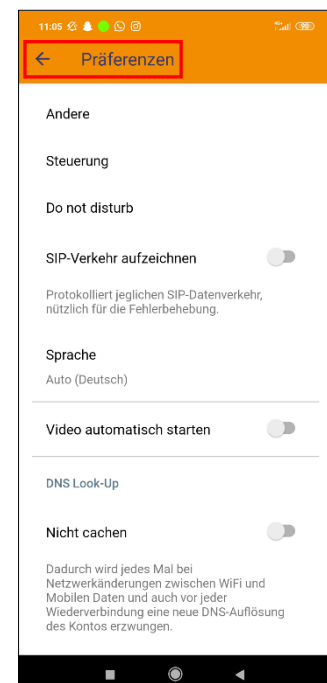 11:05
Präferenzen
Andere
Steuerung
Do not disturb
SIP-Verkehr aufzeichnen
Protokolliert jeglichen SIP-Datenverkehr,
nützlich für die Fehlerbehebung.
Sprache
Auto (Deutsch)
Video automatisch starten
DNS Look-Up
Nicht cachen
Dadurch wird jedes Mal bei
Netzwerkänderungen zwischen WiFi und
Mobilen Daten und auch vor jeder
Wiederverbindung eine neue DNS-Auflösung
des Kontos erzwungen.